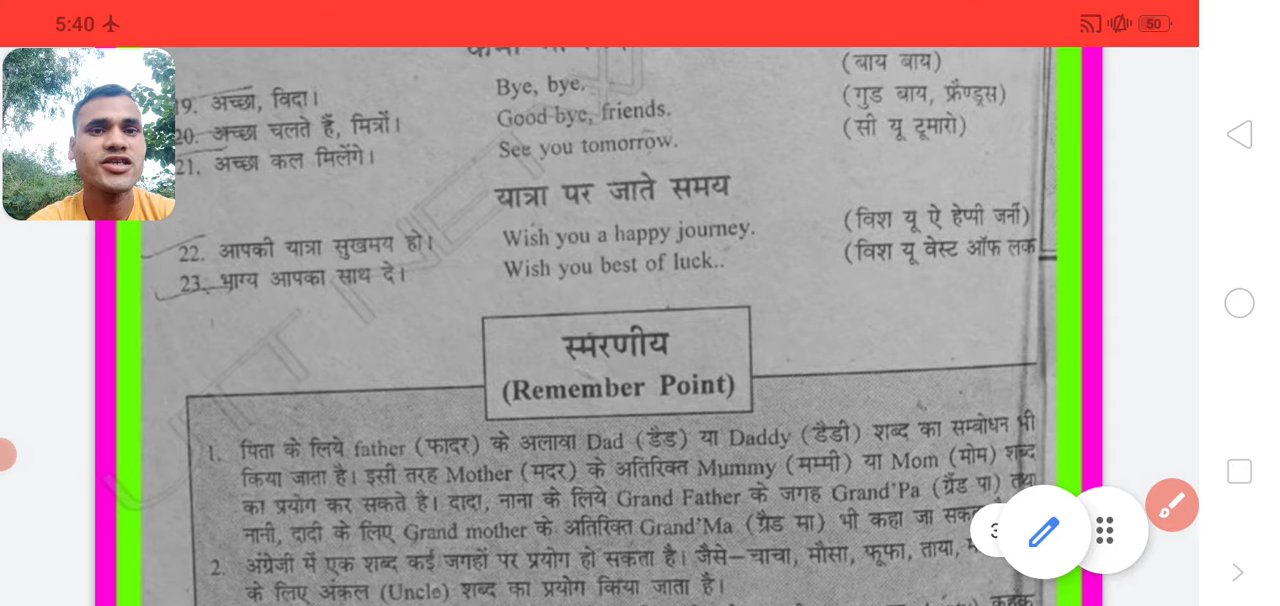 5:40
50
(बाय बाय)
19. अच्छा, विदा। Bye, bye. (गुड बाय, फ्रैण्ड्स)
20. अच्छा चलते हैं, मित्रों। Good bye, friends. (सी यू टूमारो)
21. अच्छा कल मिलेंगे। See you tomorrow.
यात्रा पर जाते समय
22. आपकी यात्रा सुखमय हो। Wish you a happy journey. (विश यू ऐ हेप्पी जर्नी)
23. भाग्य आपका साथ दे। Wish you best of luck.. (विश यू वेस्ट ऑफ लक
स्मरणीय
(Remember Point)
1. पिता के लिये father (फादर) के अलावा Dad (डैड) या Daddy (डैडी) शब्द का सम्बोधन भी
किया जाता है। इसी तरह Mother (मदर) के अतिरिक्त Mummy (मम्मी) या Mom (मोम) शब्द
का प्रयोग कर सकते है। दादा, नाना के लिये Grand Father के जगह Grand'Pa (ग्रैंड पा) तथा
नानी, दादी के लिए Grand mother के अतिरिक्त Grand'Ma (ग्रैड मा) भी कहा जा
2. अंग्रेजी में एक शब्द कई जगहों पर प्रयोग हो सकता है। जैसे–चाचा, मौसा, फूफा, ताया,
के लिए अंकल (Uncle) शब्द का प्रयोग किया जाता है।